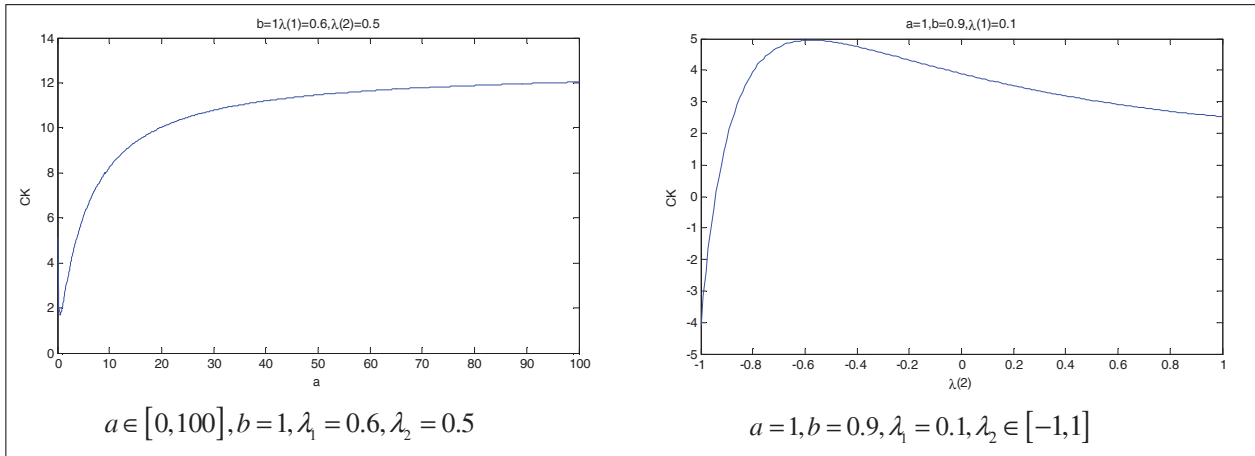 b=1λ(1)=0.6,λ(2)=0.5
14
12
10
8
6
4
2
0
CK
0 10 20 30 40 50 60 70 80 90 100
a
a ∈ [0,100], b = 1, λ₁ = 0.6, λ₂ = 0.5
a=1,b=0.9,λ(1)=0.1
5
4
3
2
1
0
-1
-2
-3
-4
-5
CK
-1 -0.8 -0.6 -0.4 -0.2 0 0.2 0.4 0.6 0.8 1
λ(2)
a = 1, b = 0.9, λ₁ = 0.1, λ₂ ∈ [−1,1]